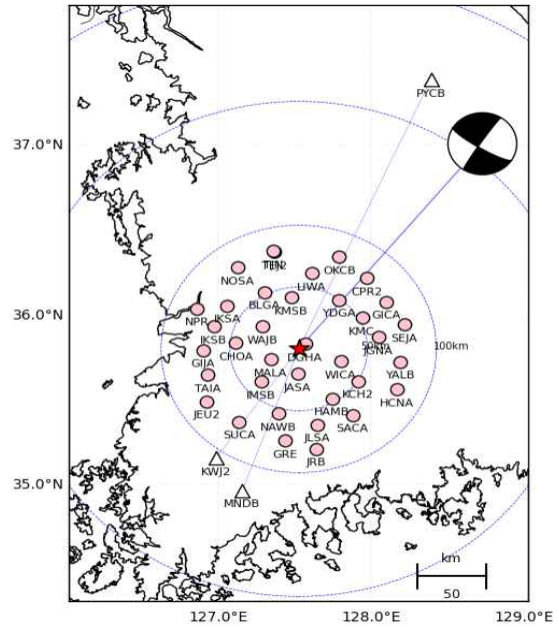 PYCB
37.0°N
OKCB
NOSA
LIWA
CPR2
BLGA
KMSB
YDGA
GICA
NPR
IKSA
KMC
SEJA
IKSB
WAJB
50km
JGNA
100km
36.0°N
GIJA
CHOA
DGHA
MALA
WICA
YALB
TAIA
IMSB
JASA
KCH2
HCNA
JEU2
HAMB
SUCA
NAWB
JLSA
SACA
GRE
JRB
KWJ2
MNDB
35.0°N
km
50
127.0°E
128.0°E
129.0°E